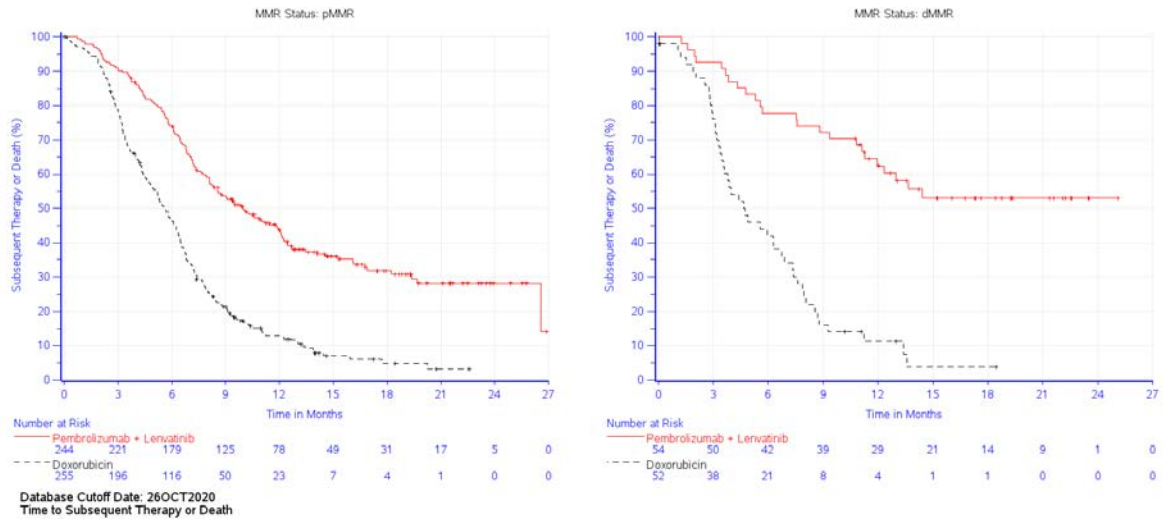 MMR Status: pMMR
Subsequent Therapy or Death (%)
100
90
80
70
60
50
40
30
20
10
0
0 3 6 9 12 15 18 21 24 27
Time in Months
Number at Risk
Pembrolizumab + Lenvatinib
244 221 179 125 78 49 31 17 5 0
Doxorubicin
255 196 116 50 23 7 4 1 0 0
MMR Status: dMMR
Subsequent Therapy or Death (%)
100
90
80
70
60
50
40
30
20
10
0
0 3 6 9 12 15 18 21 24 27
Time in Months
Number at Risk
Pembrolizumab + Lenvatinib
54 50 42 39 29 21 14 9 1 0
Doxorubicin
52 38 21 8 4 1 1 0 0 0
Database Cutoff Date: 26OCT2020
Time to Subsequent Therapy or Death